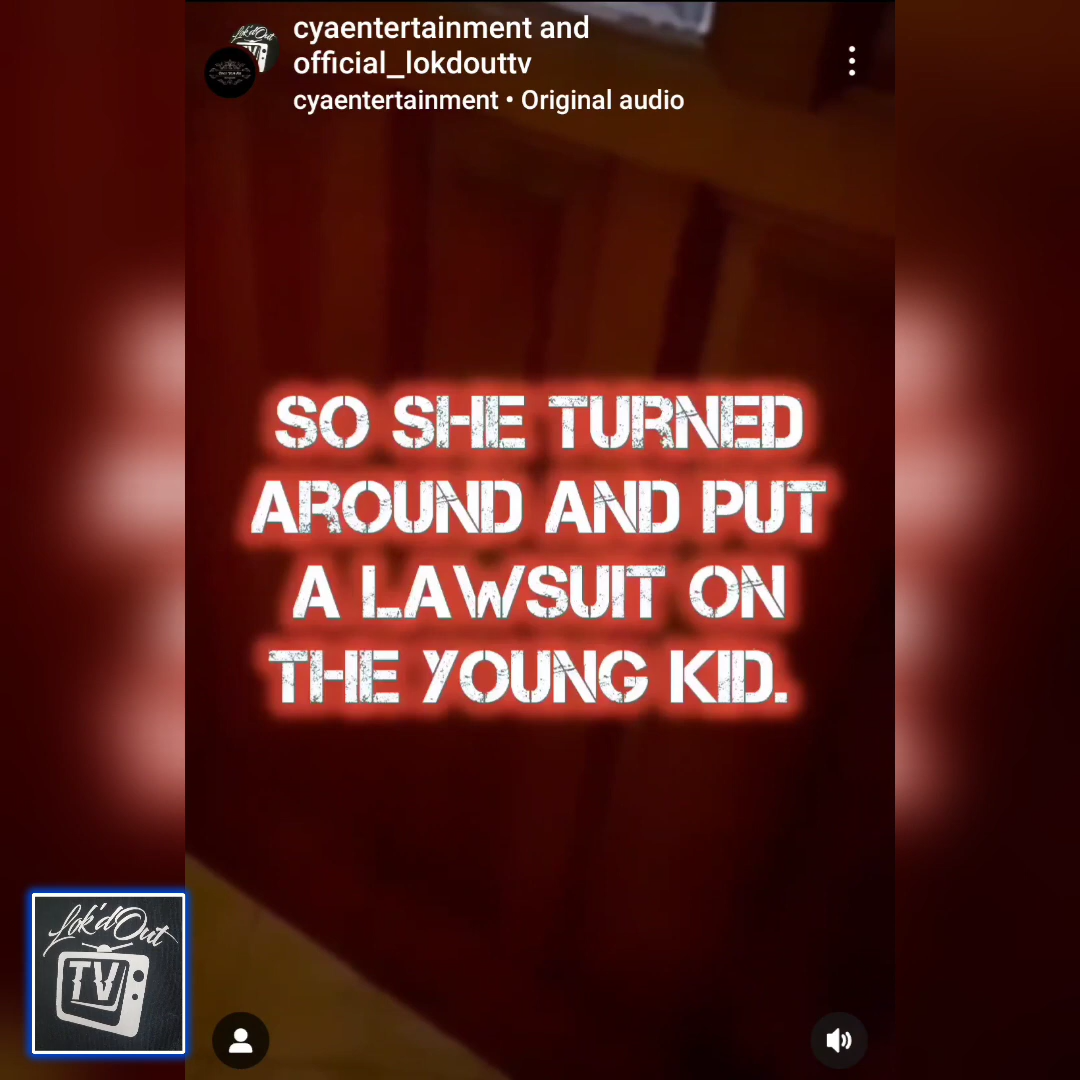 cyaentertainment and
official_lokdouttv
cyaentertainment • Original audio
SO SHE TURNED
AROUND AND PUT
A LAWSUIT ON
THE YOUNG KID.
Lok'dOut
TV